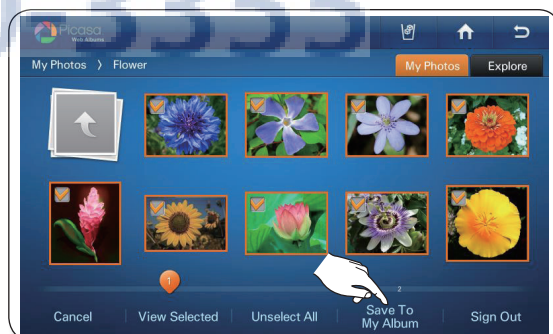 Picasa
Web Albums
My Photos > Flower
My Photos
Explore
1
2
Cancel
View Selected
Unselect All
Save To
My Album
Sign Out